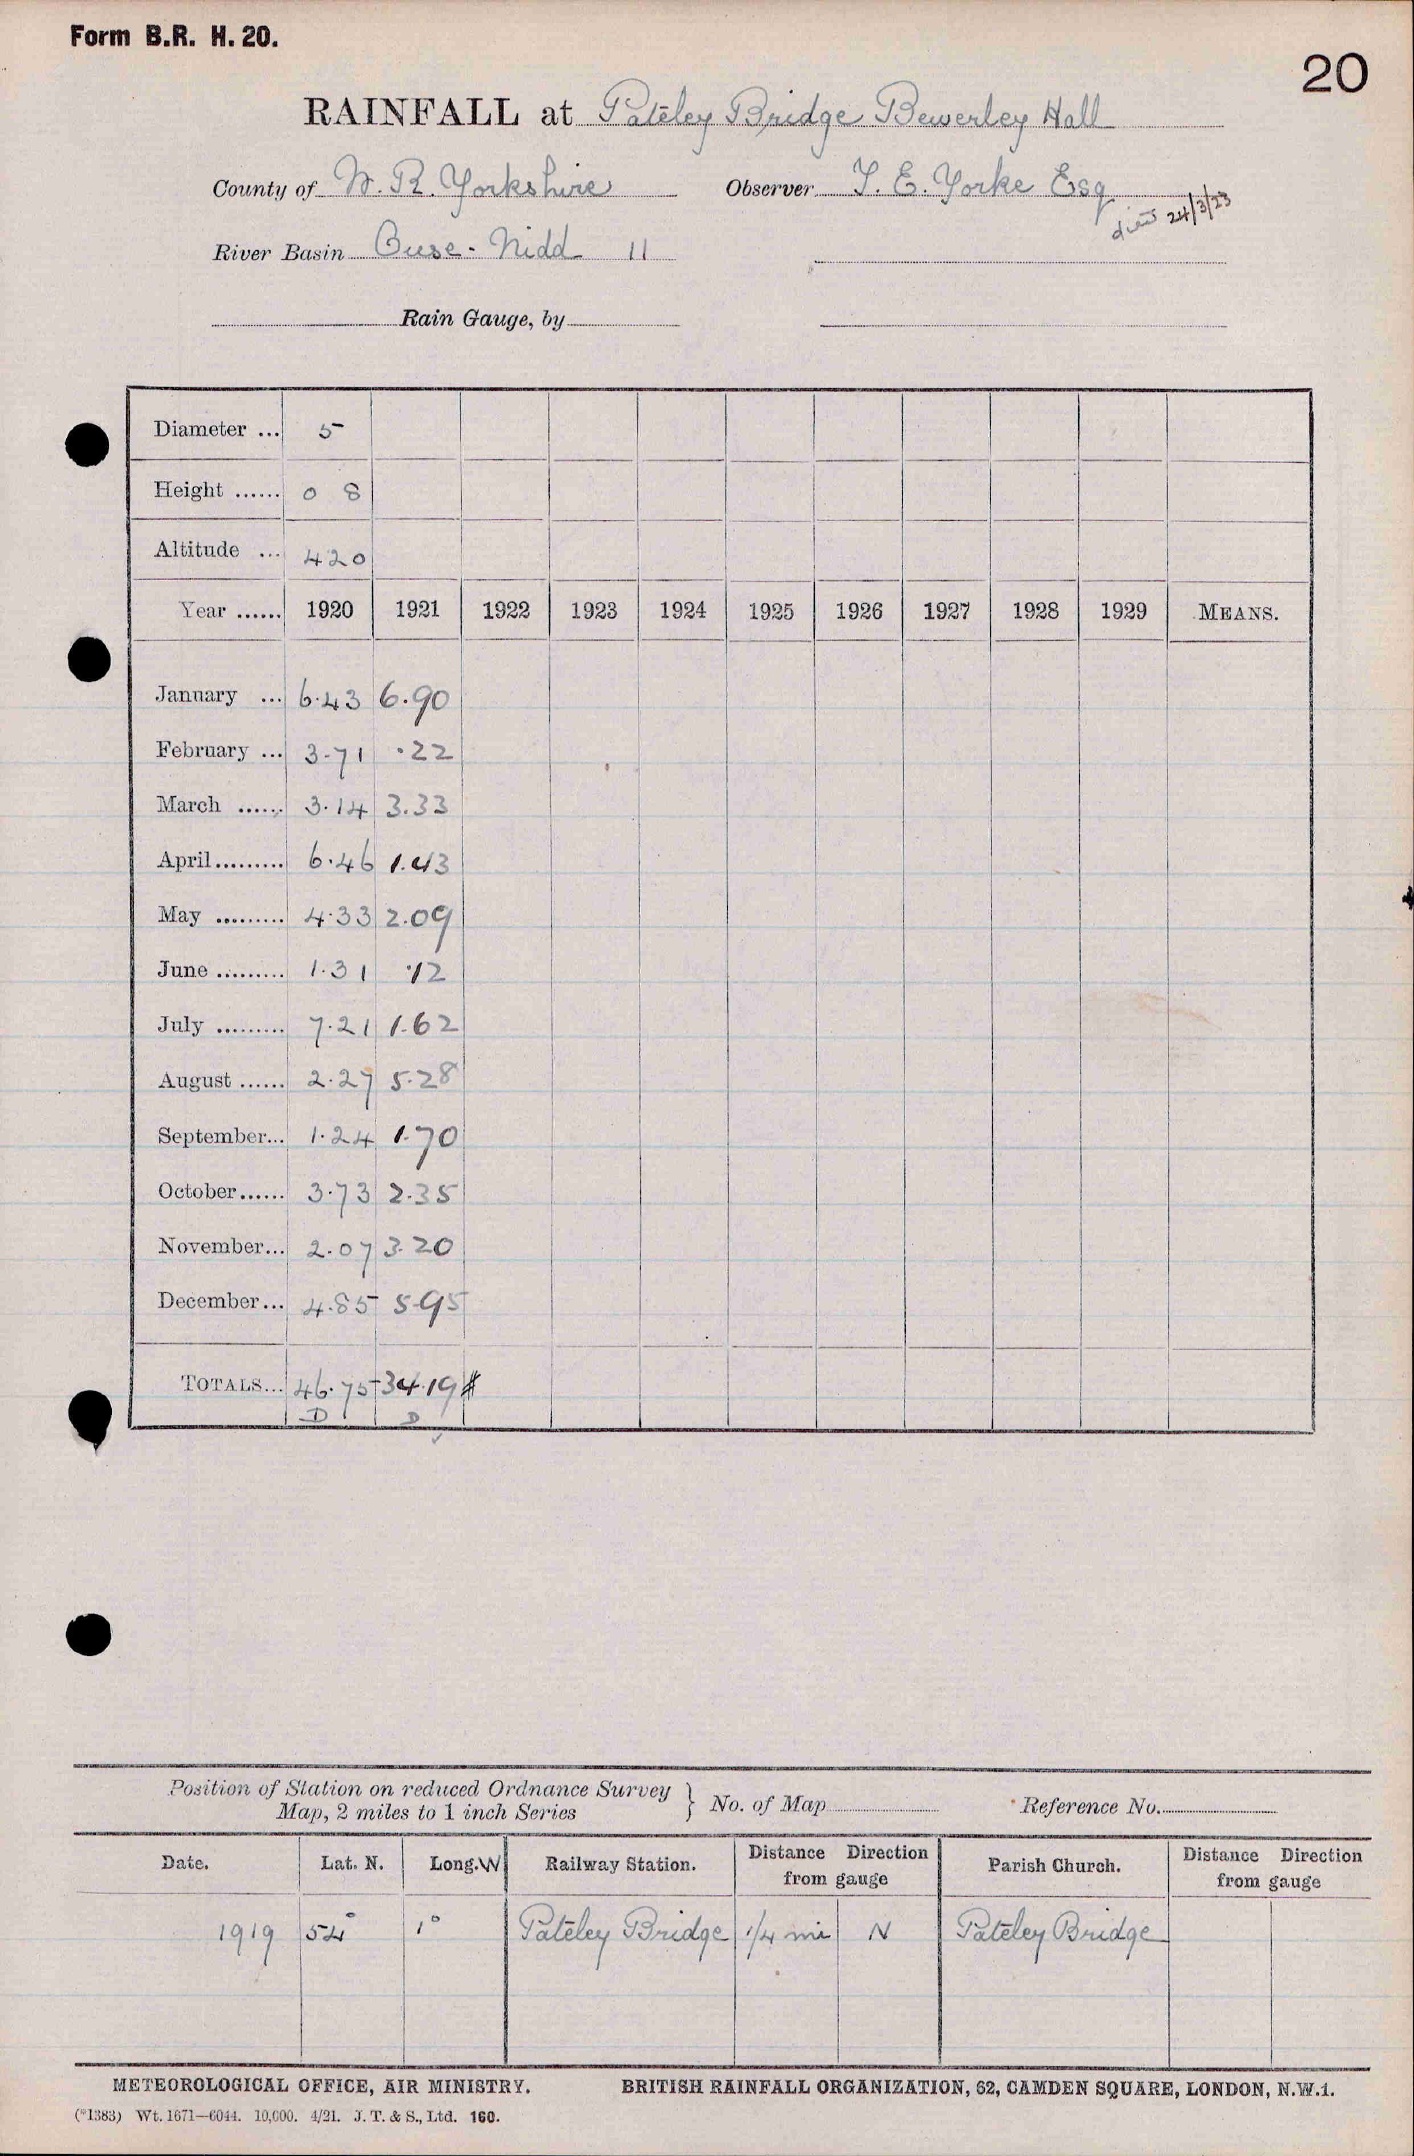 Form B.R. H. 20.
20
RAINFALL at Pateley Bridge Bewerley Hall
County of W. R. Yorkshire Observer T. E. Yorke Esq
died 24/3/23
River Basin Ouse - Nidd 11
Rain Gauge, by
Diameter ... 5
Height ...... 0 8
Altitude ... 420
Year ...... 1920 1921 1922 1923 1924 1925 1926 1927 1928 1929 MEANS.
January ... 6.43 6.90
February ... 3.71 .22
March ...... 3.14 3.33
April......... 6.46 1.43
May ......... 4.33 2.09
June ......... 1.31 .12
July ......... 7.21 1.62
August ...... 2.27 5.28
September... 1.24 1.70
October...... 3.73 2.35
November... 2.07 3.20
December... 4.85 5.95
TOTALS... 46.75 34.19 #
D D
Position of Station on reduced Ordnance Survey
Map, 2 miles to 1 inch Series } No. of Map Reference No.
Date. Lat. N. Long. W Railway Station. Distance Direction from gauge Parish Church. Distance Direction from gauge
1919 54° 1° Pateley Bridge 1/4 mi N Pateley Bridge
METEOROLOGICAL OFFICE, AIR MINISTRY. BRITISH RAINFALL ORGANIZATION, 62, CAMDEN SQUARE, LONDON, N.W.1.
(*1383) Wt. 1671—6044. 10,000. 4/21. J. T. & S., Ltd. 160.